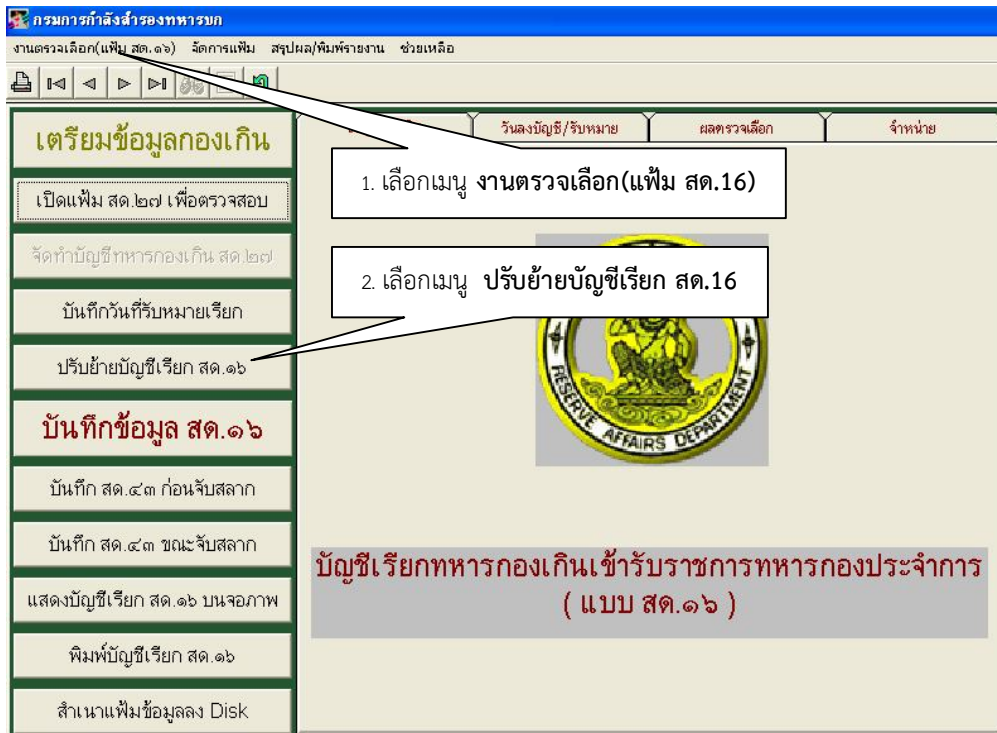 กรมการกำลังสำรองทหารบก
งานตรวจเลือก(แฟ้ม สด.๑๖) จัดการแฟ้ม สรุปผล/พิมพ์รายงาน ช่วยเหลือ
วันลงบัญชี/รับหมาย ผลตรวจเลือก จำหน่าย
เตรียมข้อมูลกองเกิน
1. เลือกเมนู งานตรวจเลือก(แฟ้ม สด.16)
เปิดแฟ้ม สด.๒๗ เพื่อตรวจสอบ
จัดทำบัญชีทหารกองเกิน สด.๒๗
2. เลือกเมนู ปรับย้ายบัญชีเรียก สด.16
บันทึกวันที่รับหมายเรียก
ปรับย้ายบัญชีเรียก สด.๑๖
RESERVE AFFAIRS DEPARTMENT
บันทึกข้อมูล สด.๑๖
บันทึก สด.๔๓ ก่อนจับสลาก
บันทึก สด.๔๓ ขณะจับสลาก
บัญชีเรียกทหารกองเกินเข้ารับราชการทหารกองประจำการ
( แบบ สด.๑๖ )
แสดงบัญชีเรียก สด.๑๖ บนจอภาพ
พิมพ์บัญชีเรียก สด.๑๖
สำเนาแฟ้มข้อมูลลง Disk